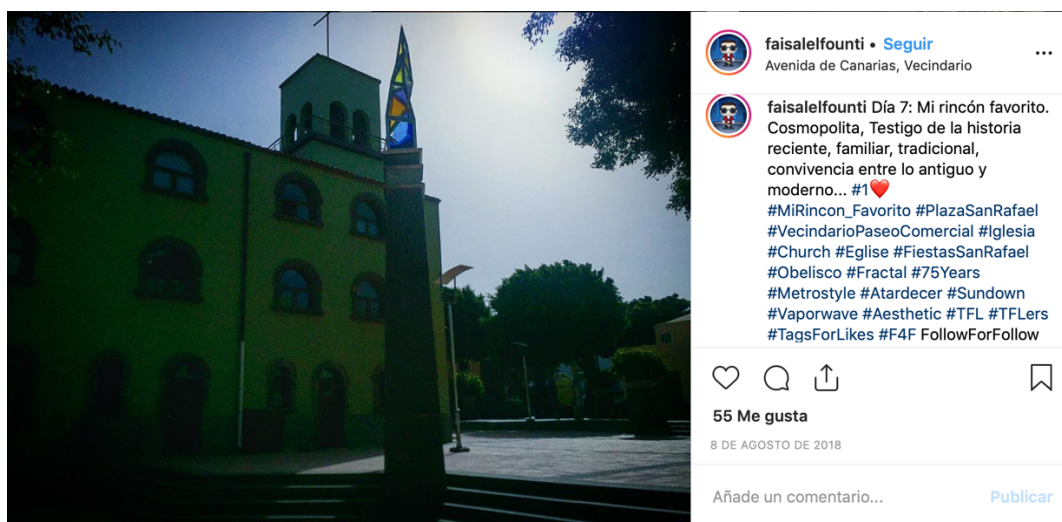 faisalelfounti • Seguir
Avenida de Canarias, Vecindario
faisalelfounti Día 7: Mi rincón favorito.
Cosmopolita, Testigo de la historia
reciente, familiar, tradicional,
convivencia entre lo antiguo y
moderno... #1❤️
#MiRincon_Favorito #PlazaSanRafael
#VecindarioPaseoComercial #Iglesia
#Church #Eglise #FiestasSanRafael
#Obelisco #Fractal #75Years
#Metrostyle #Atardecer #Sundown
#Vaporwave #Aesthetic #TFL #TFLers
#TagsForLikes #F4F FollowForFollow
55 Me gusta
8 DE AGOSTO DE 2018
Añade un comentario...
Publicar